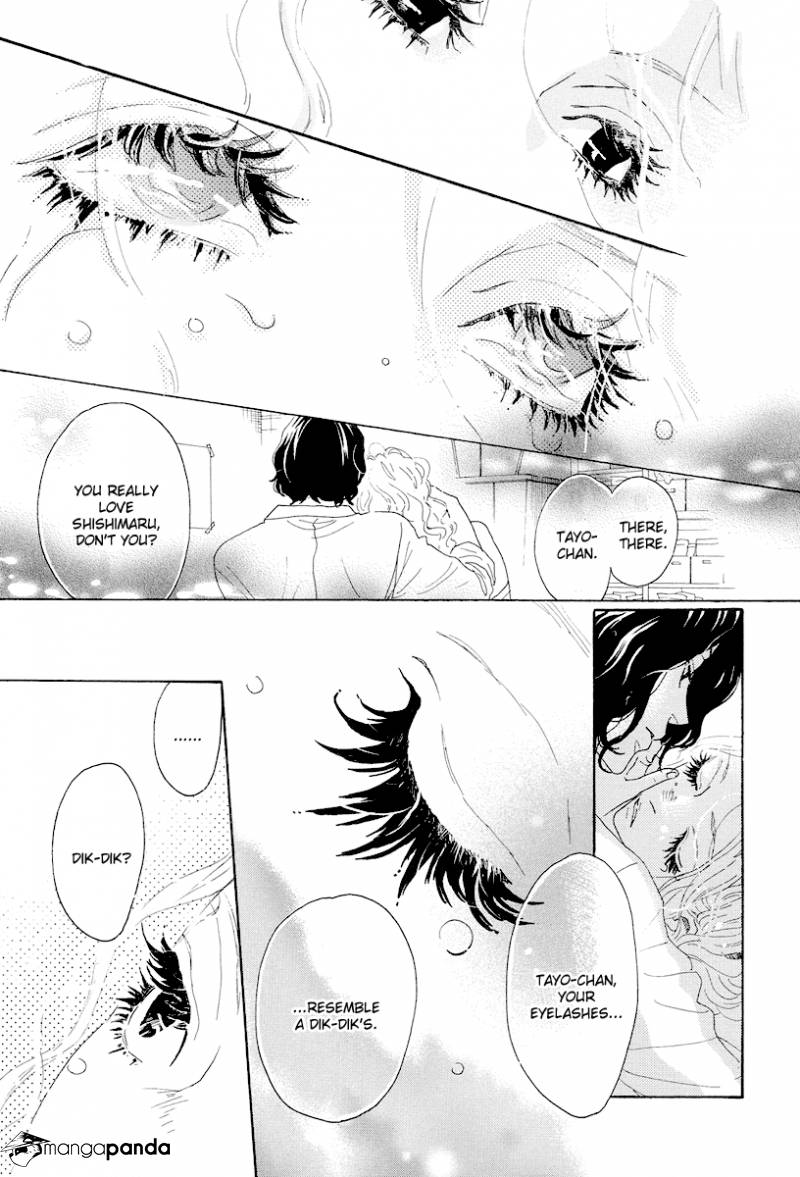 THERE,
THERE.
TAYO-
CHAN.
YOU REALLY
LOVE
SHISHIMARU,
DON'T YOU?
TAYO-CHAN,
YOUR
EYELASHES...
...RESEMBLE
A DIK-DIK'S.
......
DIK-DIK?
mangapanda